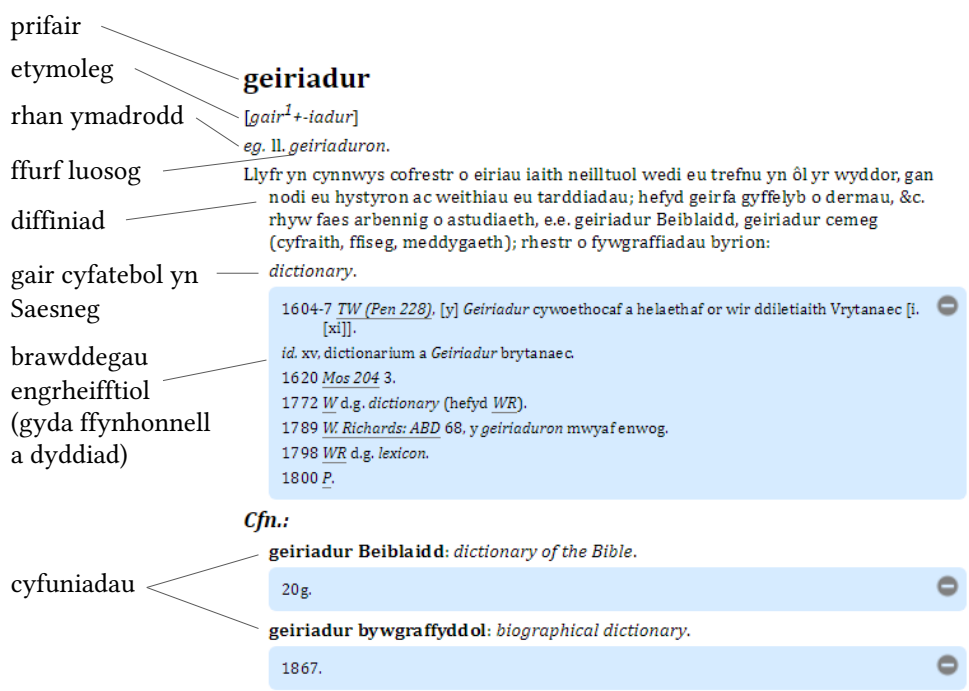 prifair
etymoleg
rhan ymadrodd
ffurf luosog
diffiniad
gair cyfatebol yn
Saesneg
brawddegau
engrheifftiol
(gyda ffynhonnell
a dyddiad)
cyfuniadau
geiriadur
[gair1+-iadur]
eg. ll. geiriaduron.
Llyfr yn cynnwys cofrestr o eiriau iaith neilltuol wedi eu trefnu yn ôl yr wyddor, gan
nodi eu hystyron ac weithiau eu tarddiadau; hefyd geirfa gyffelyb o dermau, &c.
rhyw faes arbennig o astudiaeth, e.e. geiriadur Beiblaidd, geiriadur cemeg
(cyfraith, ffiseg, meddygaeth); rhestr o fywgraffiadau byrion:
dictionary.
1604-7 TW (Pen 228), [y] Geiriadur cywoethocaf a helaethaf or wir ddiletiaith Vrytanaec [i.
[xi]].
id. xv, dictionarium a Geiriadur brytanaec.
1620 Mos 204 3.
1772 W d.g. dictionary (hefyd WR).
1789 W. Richards: ABD 68, y geiriaduron mwyaf enwog.
1798 WR d.g. lexicon.
1800 P.
Cfn.:
geiriadur Beiblaidd: dictionary of the Bible.
20g.
geiriadur bywgraffyddol: biographical dictionary.
1867.